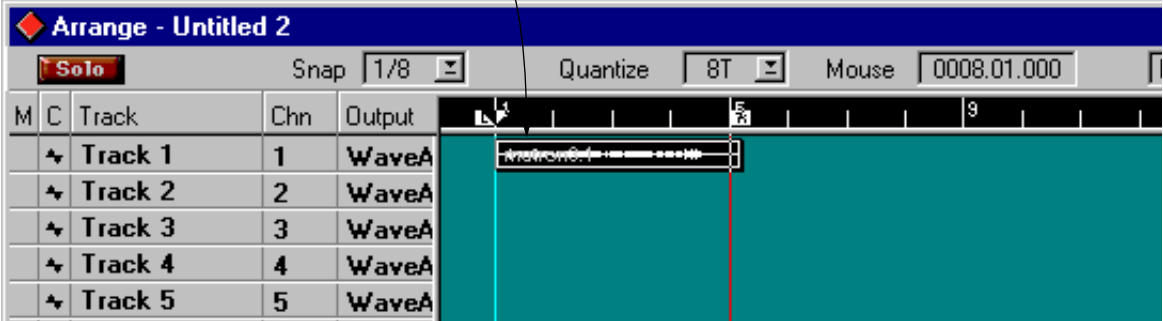 Arrange - Untitled 2
Solo Snap 1/8 Quantize 8T Mouse 0008.01.000
M C Track Chn Output L 1 5 R 9
Track 1 1 WaveA
Track 2 2 WaveA
Track 3 3 WaveA
Track 4 4 WaveA
Track 5 5 WaveA